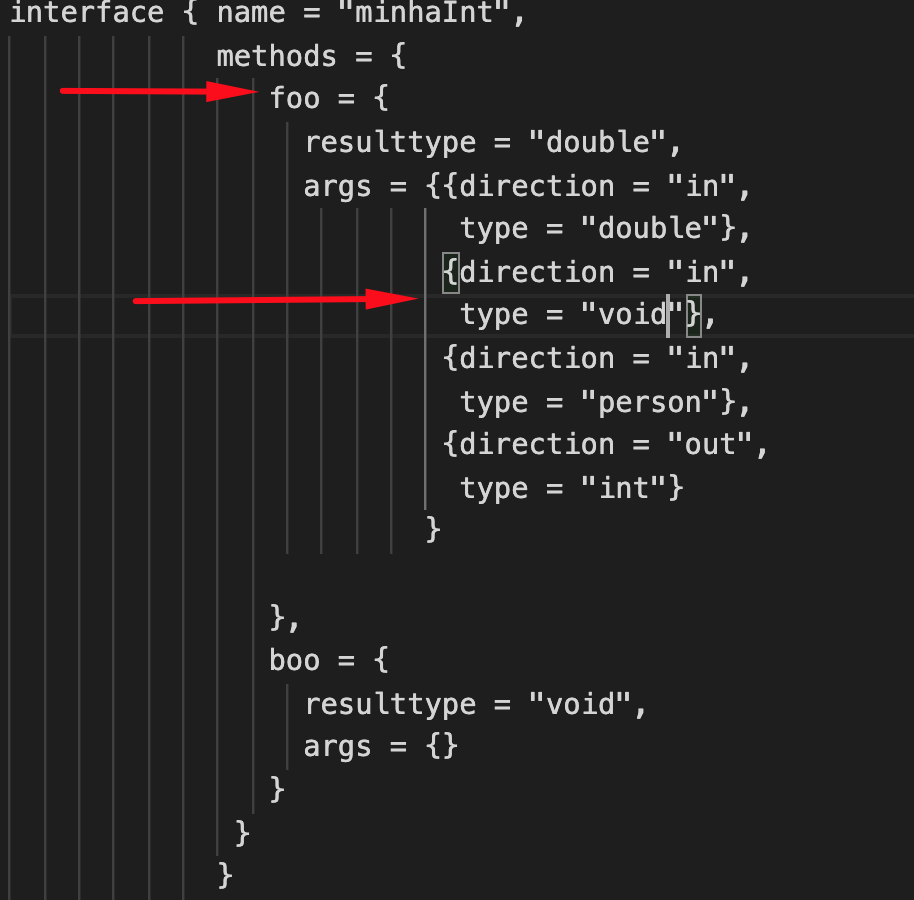 interface { name = "minhaInt",
methods = {
foo = {
resulttype = "double",
args = {{direction = "in",
type = "double"},
{direction = "in",
type = "void"},
{direction = "in",
type = "person"},
{direction = "out",
type = "int"}
}
},
boo = {
resulttype = "void",
args = {}
}
}
}